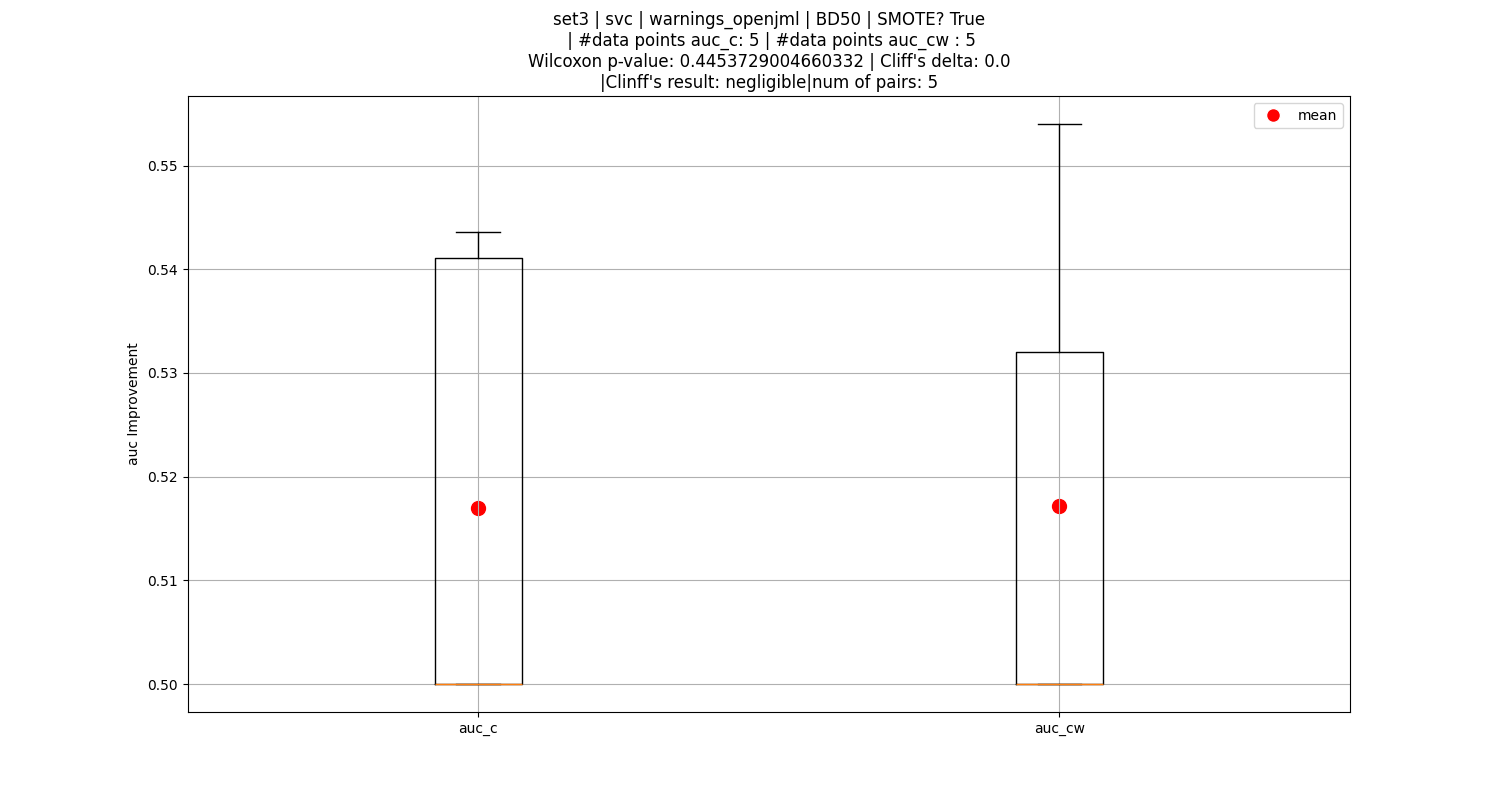 set3 | svc | warnings_openjml | BD50 | SMOTE? True
| #data points auc_c: 5 | #data points auc_cw : 5
Wilcoxon p-value: 0.4453729004660332 | Cliff's delta: 0.0
|Clinff's result: negligible|num of pairs: 5
mean
0.55
0.54
0.53
0.52
0.51
0.50
auc Improvement
auc_c
auc_cw